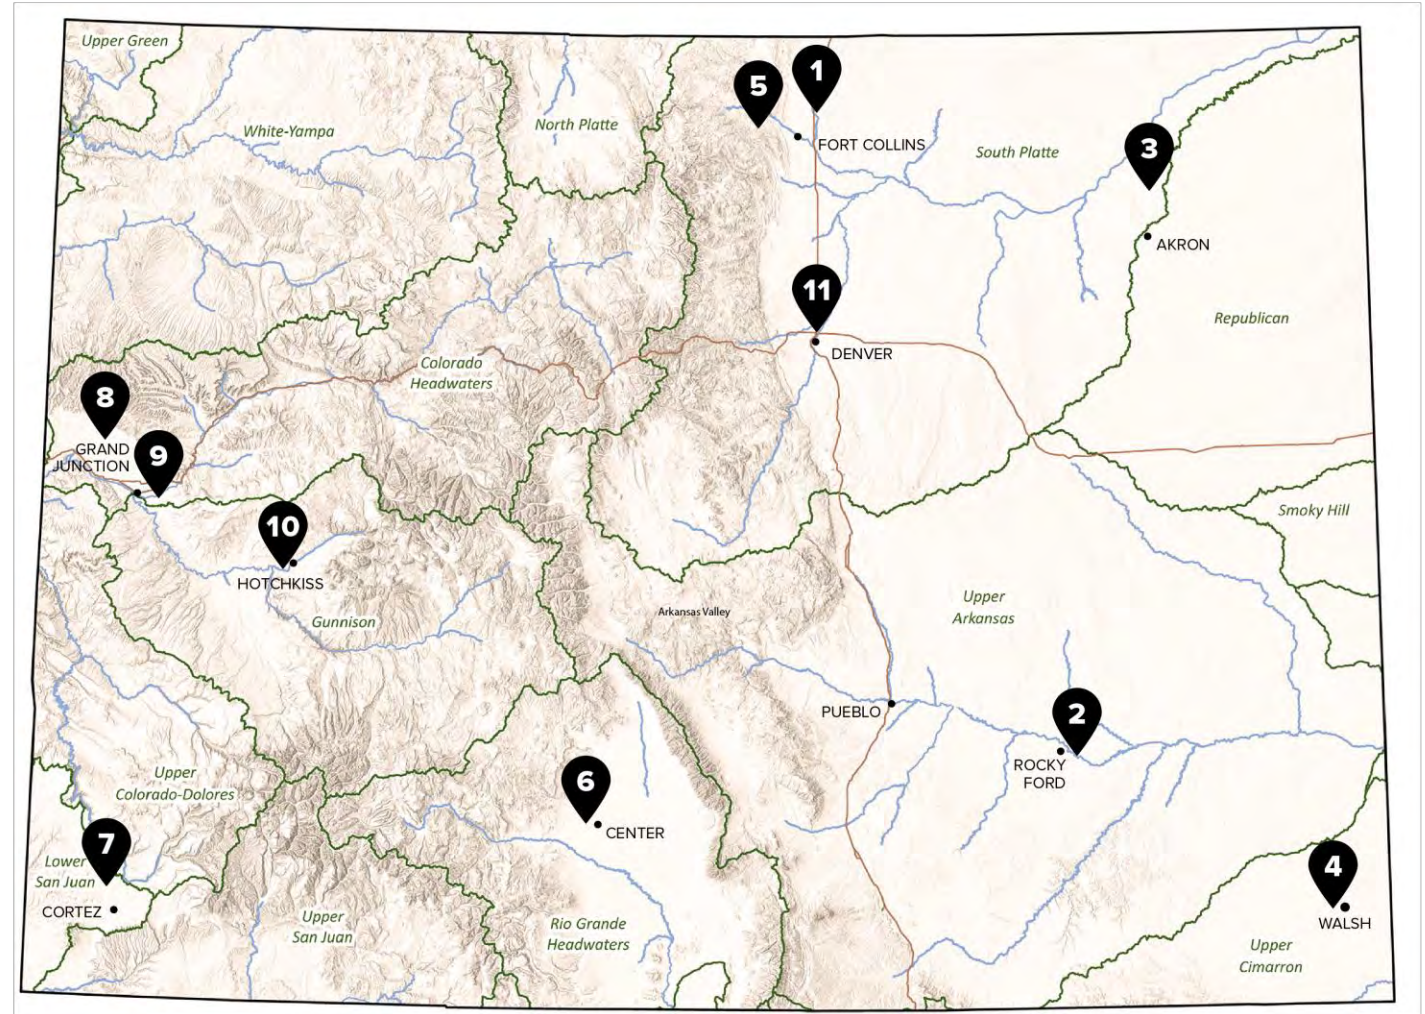 Upper Green
1
5
North Platte
White-Yampa
FORT COLLINS
South Platte
3
AKRON
11
Republican
DENVER
Colorado
Headwaters
8
GRAND
JUNCTION
9
10
Smoky Hill
HOTCHKISS
Gunnison
Arkansas Valley
Upper
Arkansas
PUEBLO
2
ROCKY
FORD
Upper
Colorado-Dolores
6
CENTER
7
Lower
San Juan
CORTEZ
4
WALSH
Upper
San Juan
Rio Grande
Headwaters
Upper
Cimarron